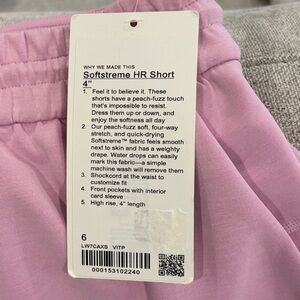 WHY WE MADE THIS
Softstreme HR Short
4"
1. Feel it to believe it. These
shorts have a peach-fuzz touch
that's impossible to resist.
Dress them up or down, and
enjoy the softness all day
2. Our peach-fuzz soft, four-way
stretch, and quick-drying
Softstreme™ fabric feels smooth
next to skin and has a weighty
drape. Water drops can easily
mark this fabric—a simple
machine wash will remove them
3. Shockcord at the waist to
customize fit
4. Front pockets with interior
card sleeve
5. High rise, 4" length
6
LW7CAXS VITP
000153102240